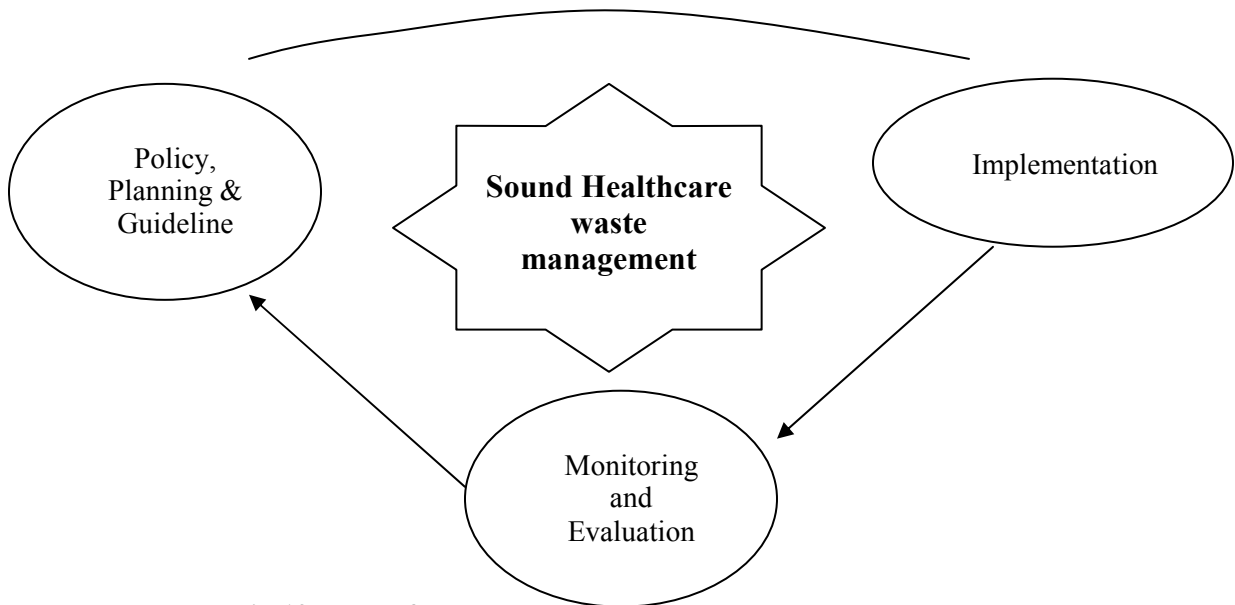 Policy,
Planning &
Guideline
Sound Healthcare
waste
management
Implementation
Monitoring
and
Evaluation